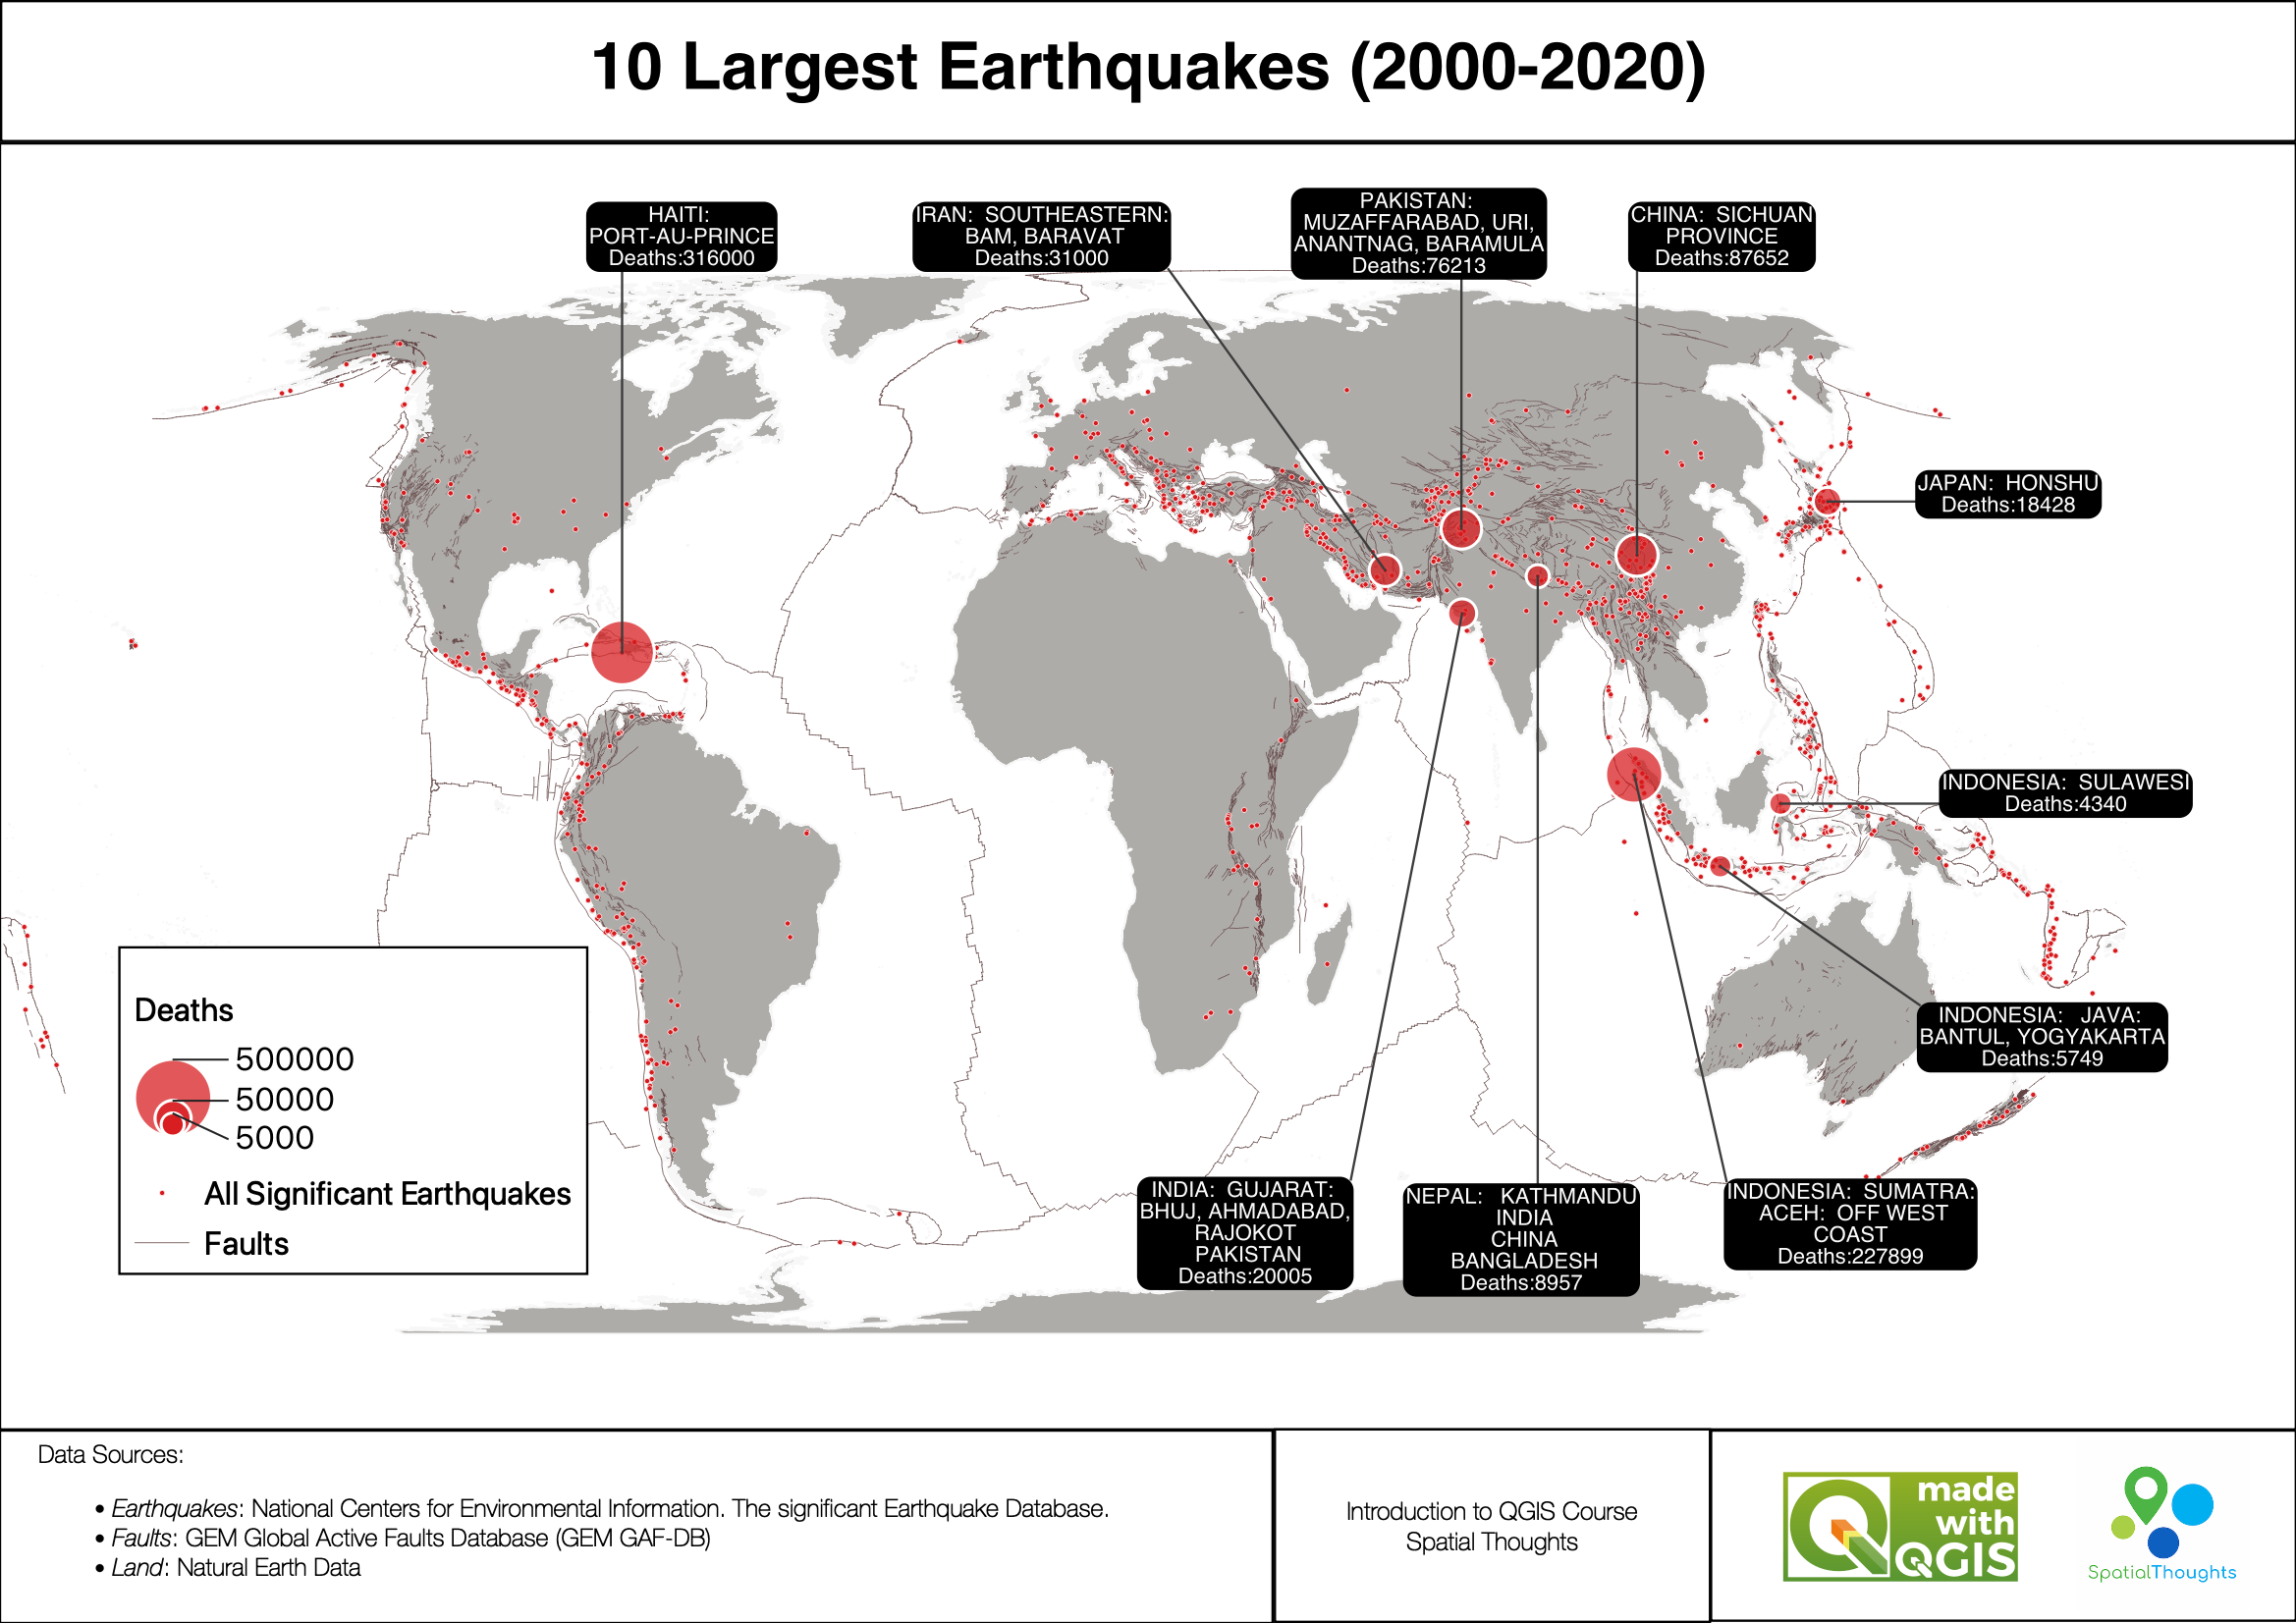 10 Largest Earthquakes (2000-2020)
HAITI:
PORT-AU-PRINCE
Deaths:316000
IRAN: SOUTHEASTERN:
BAM, BARAVAT
Deaths:31000
PAKISTAN:
MUZAFFARABAD, URI,
ANANTNAG, BARAMULA
Deaths:76213
CHINA: SICHUAN
PROVINCE
Deaths:87652
JAPAN: HONSHU
Deaths:18428
INDONESIA: SULAWESI
Deaths:4340
INDONESIA: JAVA:
BANTUL, YOGYAKARTA
Deaths:5749
INDIA: GUJARAT:
BHUJ, AHMADABAD,
RAJOKOT
PAKISTAN
Deaths:20005
NEPAL: KATHMANDU
INDIA
CHINA
BANGLADESH
Deaths:8957
INDONESIA: SUMATRA:
ACEH: OFF WEST
COAST
Deaths:227899
Deaths
500000
50000
5000
All Significant Earthquakes
Faults
Data Sources:
• Earthquakes: National Centers for Environmental Information. The significant Earthquake Database.
• Faults: GEM Global Active Faults Database (GEM GAF-DB)
• Land: Natural Earth Data
Introduction to QGIS Course
Spatial Thoughts
made
with
QGIS
SpatialThoughts